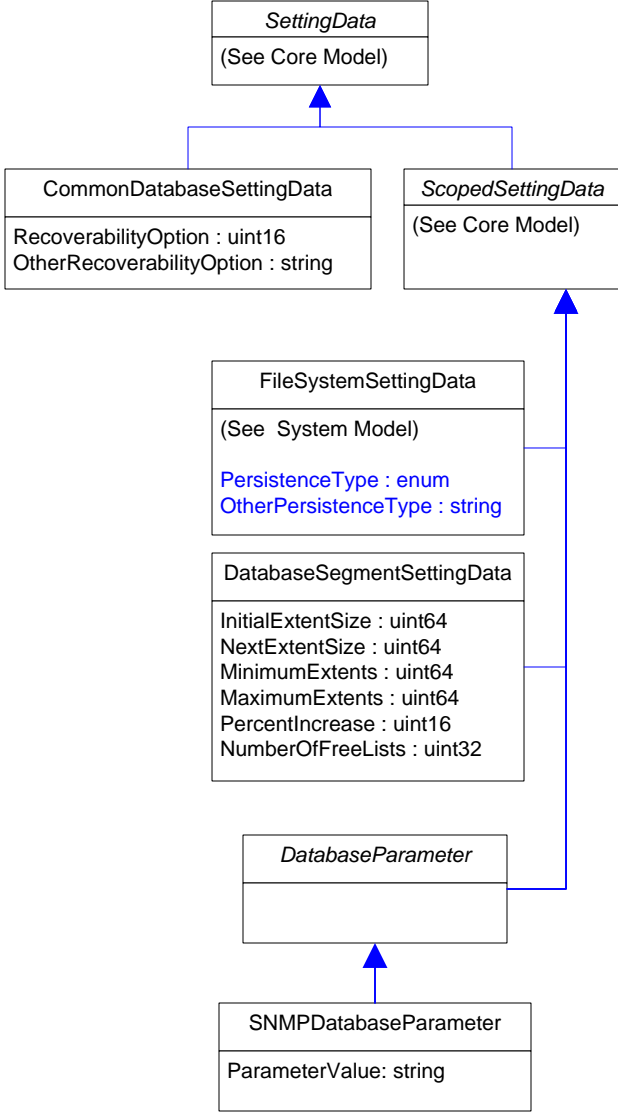 SettingData
(See Core Model)
CommonDatabaseSettingData
RecoverabilityOption : uint16
OtherRecoverabilityOption : string
ScopedSettingData
(See Core Model)
FileSystemSettingData
(See  System Model)
PersistenceType : enum
OtherPersistenceType : string
DatabaseSegmentSettingData
InitialExtentSize : uint64
NextExtentSize : uint64
MinimumExtents : uint64
MaximumExtents : uint64
PercentIncrease : uint16
NumberOfFreeLists : uint32
DatabaseParameter
SNMPDatabaseParameter
ParameterValue: string